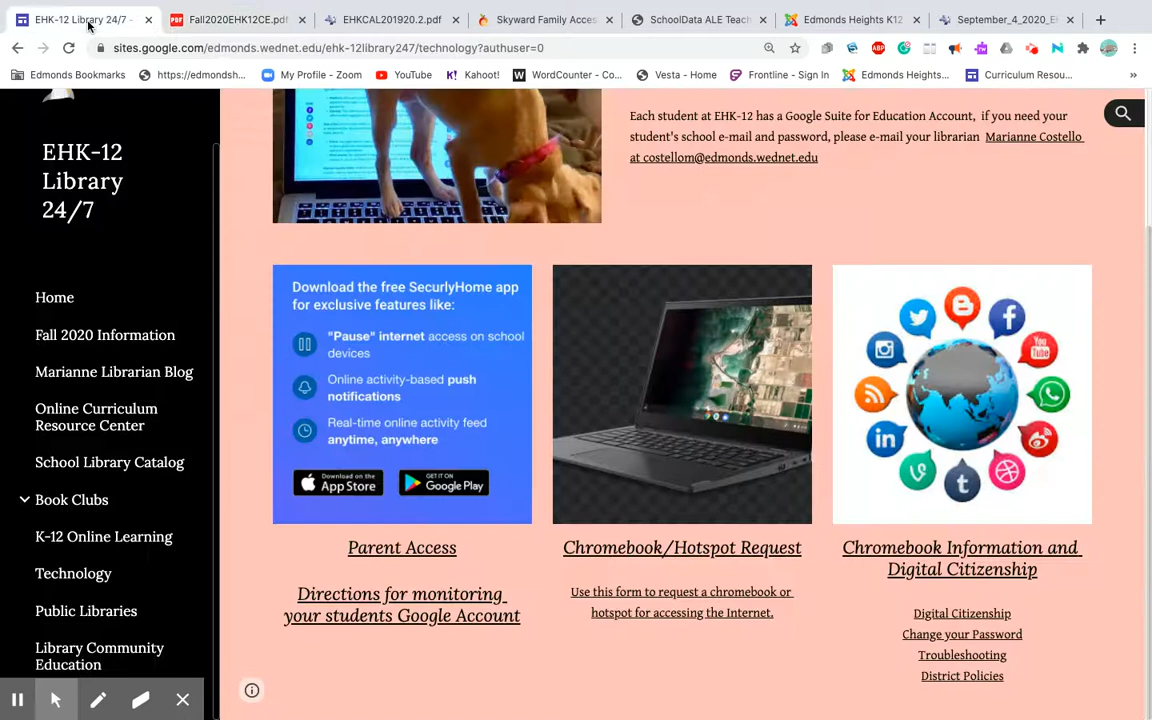 EHK-12 Library 24/7 -
Fall2020EHK12CE.pdf
EHKCAL201920.2.pdf
Skyward Family Acces
SchoolData ALE Teach
Edmonds Heights K12
September_4_2020_E
sites.google.com/edmonds.wednet.edu/ehk-12library247/technology?authuser=0
Edmonds Bookmarks
https://edmondsh...
My Profile - Zoom
YouTube
Kahoot!
WordCounter - Co...
Vesta - Home
Frontline - Sign In
Edmonds Heights...
Curriculum Resou...
EHK-12
Library
24/7
Home
Fall 2020 Information
Marianne Librarian Blog
Online Curriculum
Resource Center
School Library Catalog
Book Clubs
K-12 Online Learning
Technology
Public Libraries
Library Community
Education
Each student at EHK-12 has a Google Suite for Education Account, if you need your
student's school e-mail and password, please e-mail your librarian Marianne Costello
at costellom@edmonds.wednet.edu
Download the free SecurlyHome app
for exclusive features like:
"Pause" internet access on school
devices
Online activity-based push
notifications
Real-time online activity feed
anytime, anywhere
Download on the
App Store
GET IT ON
Google Play
Parent Access
Directions for monitoring
your students Google Account
Chromebook/Hotspot Request
Use this form to request a chromebook or
hotspot for accessing the Internet.
You
Tube
Chromebook Information and
Digital Citizenship
Digital Citizenship
Change your Password
Troubleshooting
District Policies